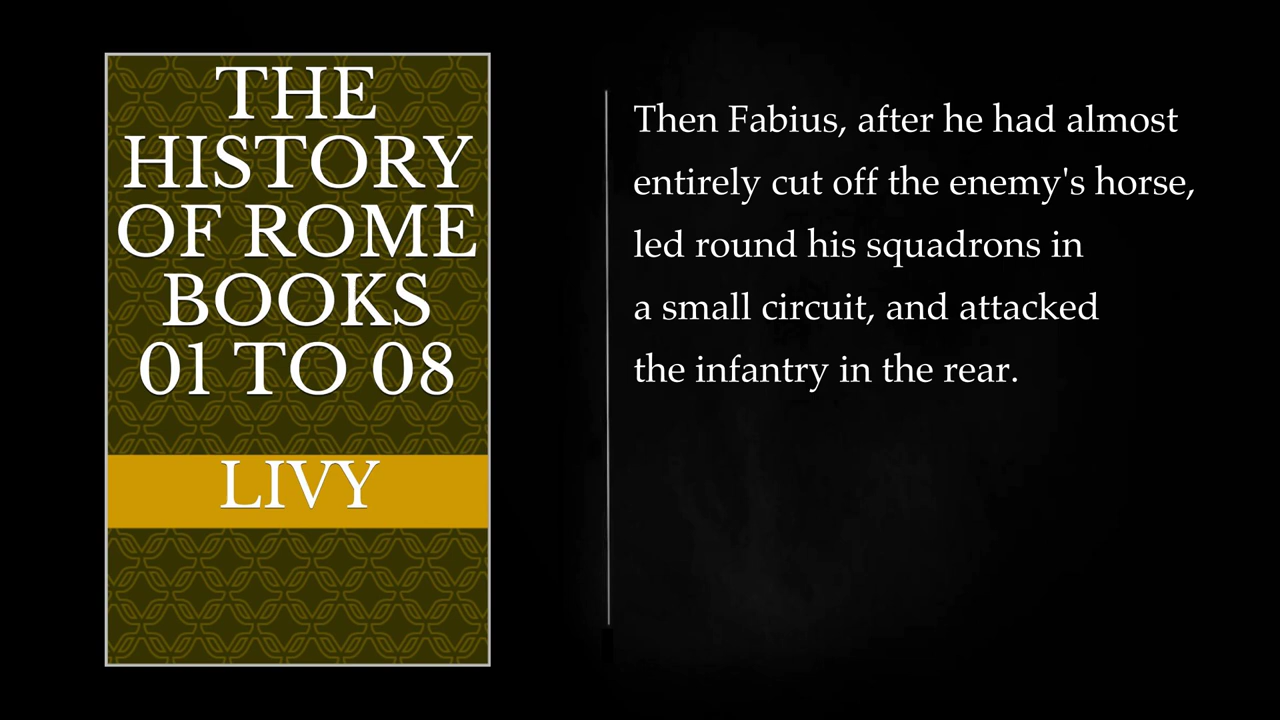 THE
HISTORY
OF ROME
BOOKS
01 TO 08
LIVY
Then Fabius, after he had almost
entirely cut off the enemy's horse,
led round his squadrons in
a small circuit, and attacked
the infantry in the rear.